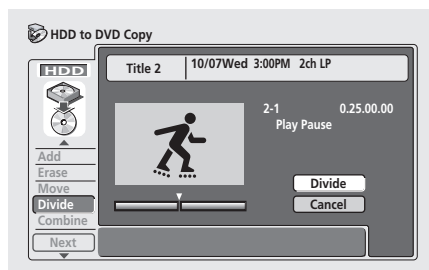 HDD to DVD Copy
HDD
Title 2 10/07Wed 3:00PM 2ch LP
2-1 0.25.00.00
Play Pause
Add
Erase
Move
Divide
Combine
Next
Divide
Cancel